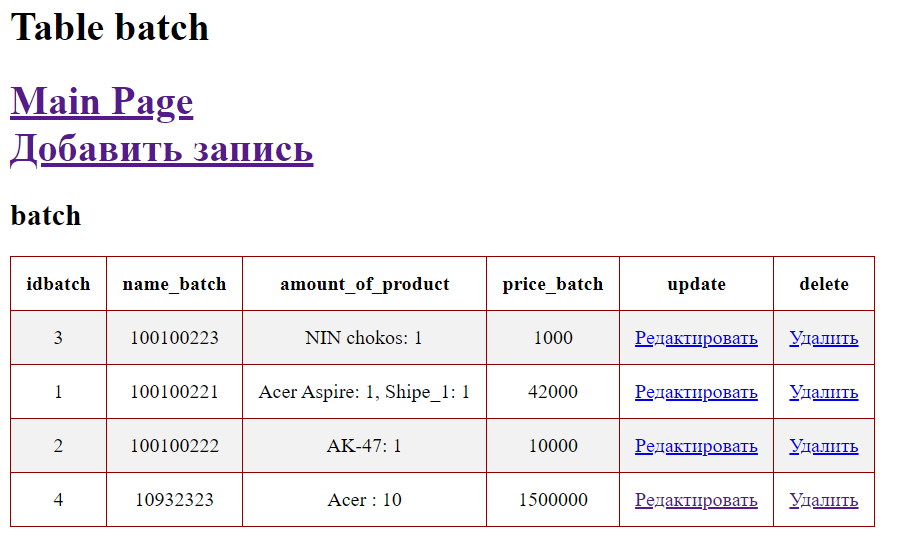 Table batch
Main Page
Добавить запись
batch
idbatch name_batch amount_of_product price_batch update delete
3 100100223 NIN chokos: 1 1000 Редактировать Удалить
1 100100221 Acer Aspire: 1, Shipe_1: 1 42000 Редактировать Удалить
2 100100222 AK-47: 1 10000 Редактировать Удалить
4 10932323 Acer : 10 1500000 Редактировать Удалить